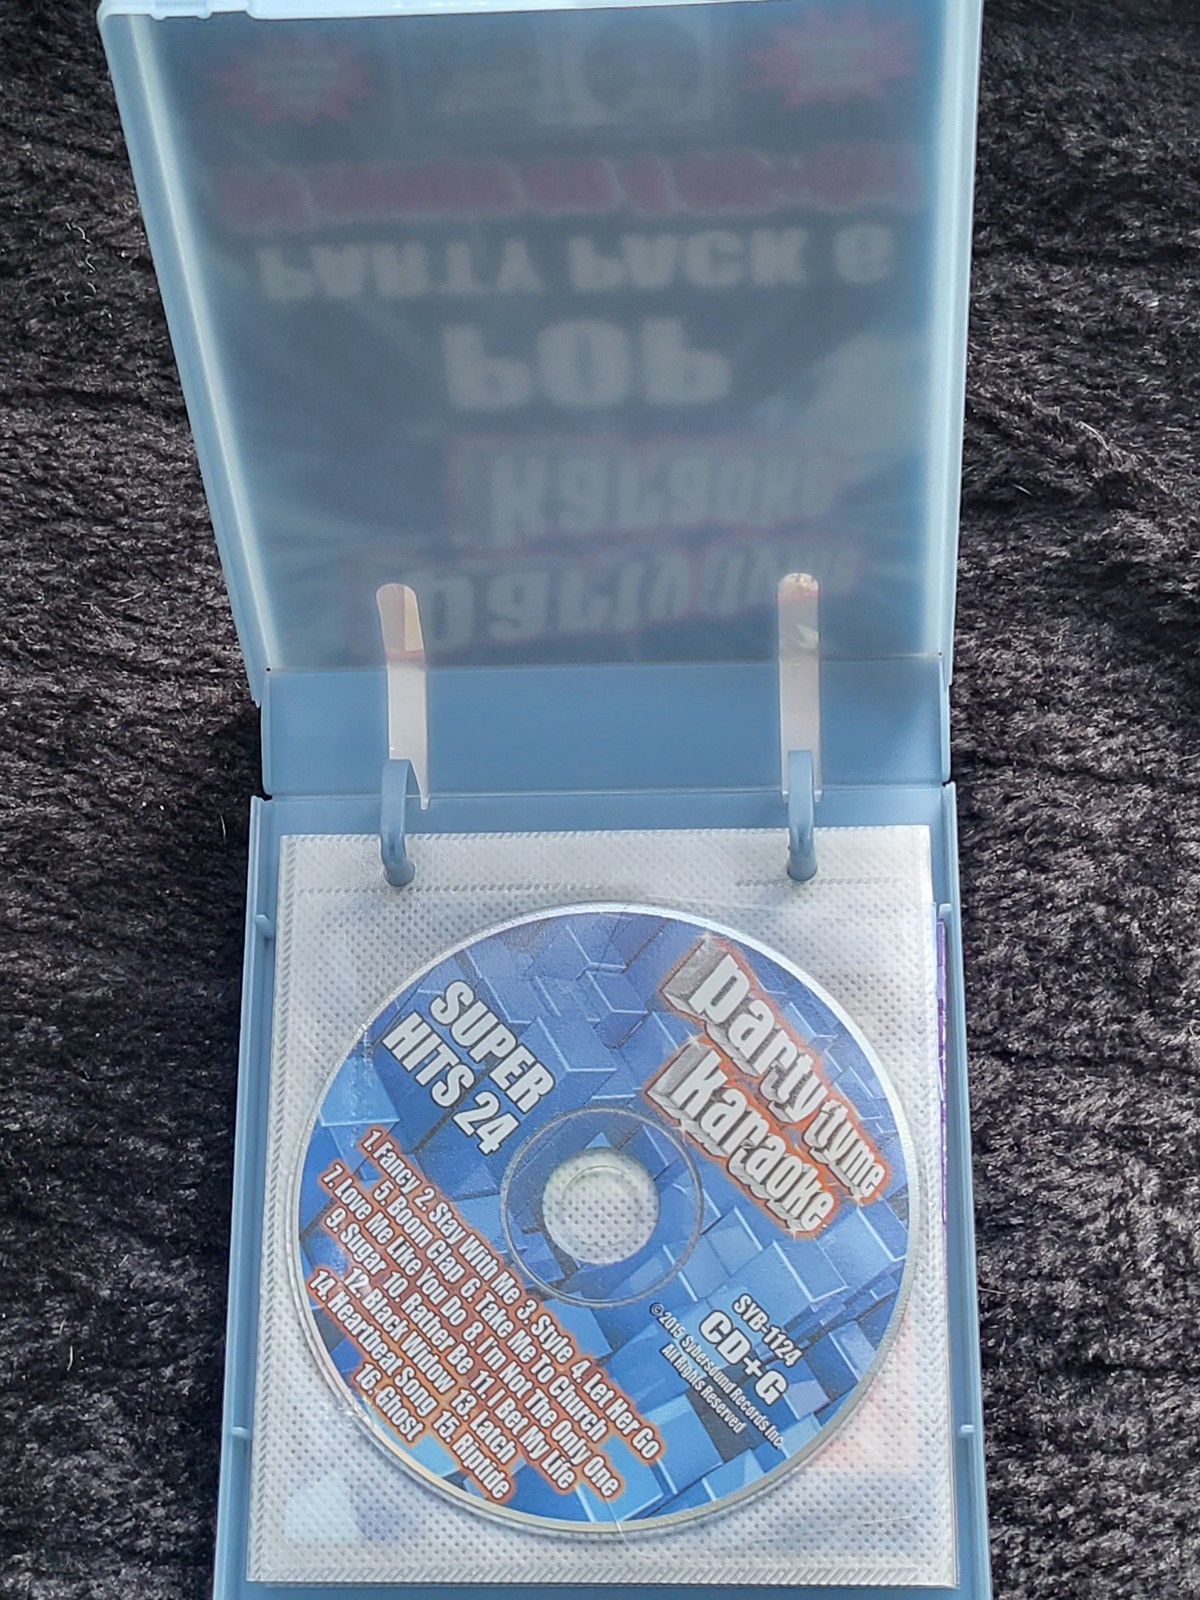 party tyme
karaoke
POP
PARTY PACK 6
party tyme
karaoke
SUPER
HITS 24
1. Fancy 2. Stay With Me 3. Style 4. Let Her Go
5. Boom Clap 6 Take Me To Church
7. Love Me Like You Do 8. I'm Not The Only One
9. Sugar 10. Rather Be 11. I Bet My Life
12. Black Widow 13. Latch
14. Heartbeat Song 15. Riptide
16. Ghost
SYB-1124
CD+G
©2015 Sybersound Records Inc.
All Rights Reserved